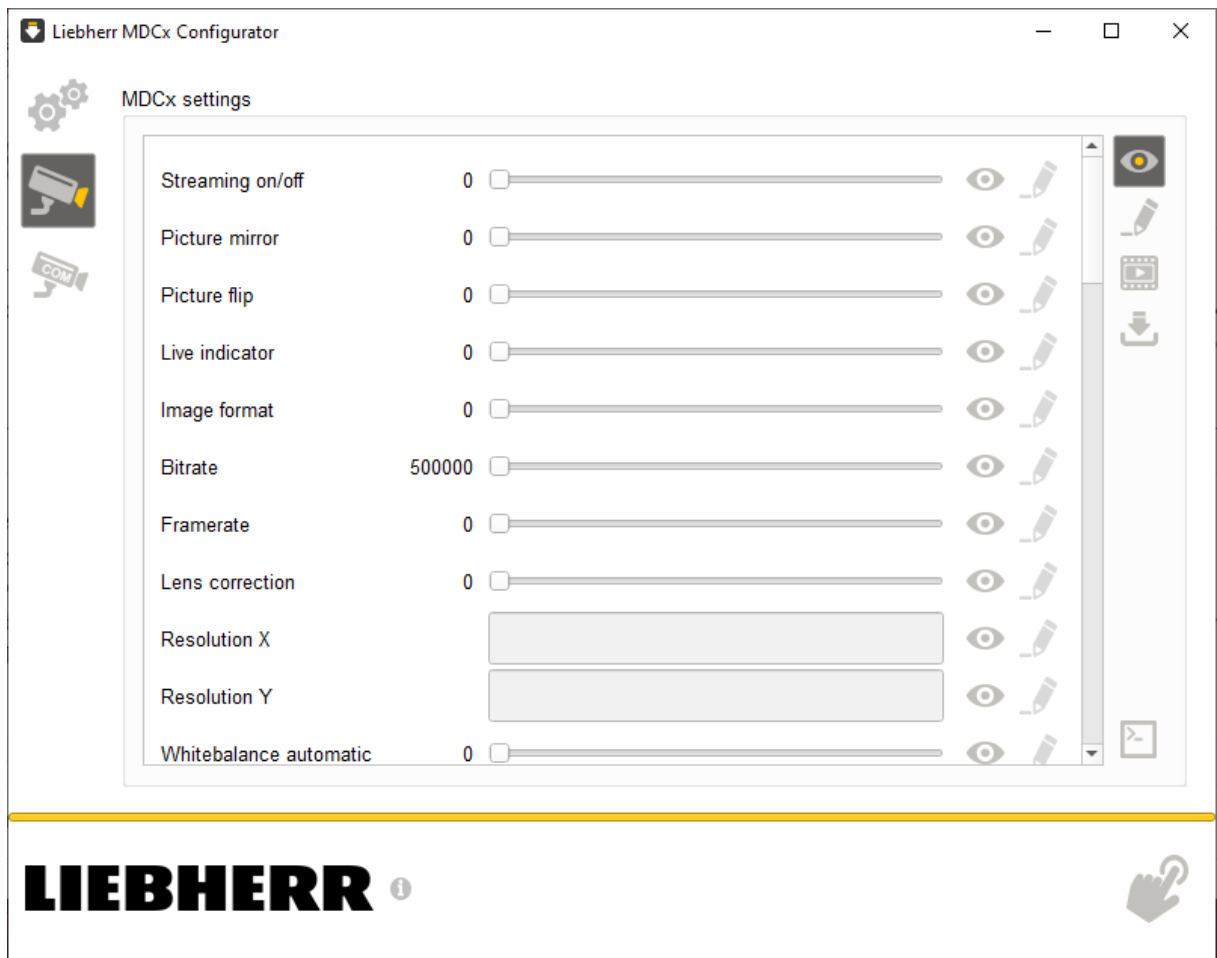 Liebherr MDCx Configurator
MDCx settings
Streaming on/off 0
Picture mirror 0
Picture flip 0
Live indicator 0
Image format 0
COM
Bitrate 500000
Framerate 0
Lens correction 0
Resolution X
Resolution Y
Whitebalance automatic 0
>_
LIEBHERR i